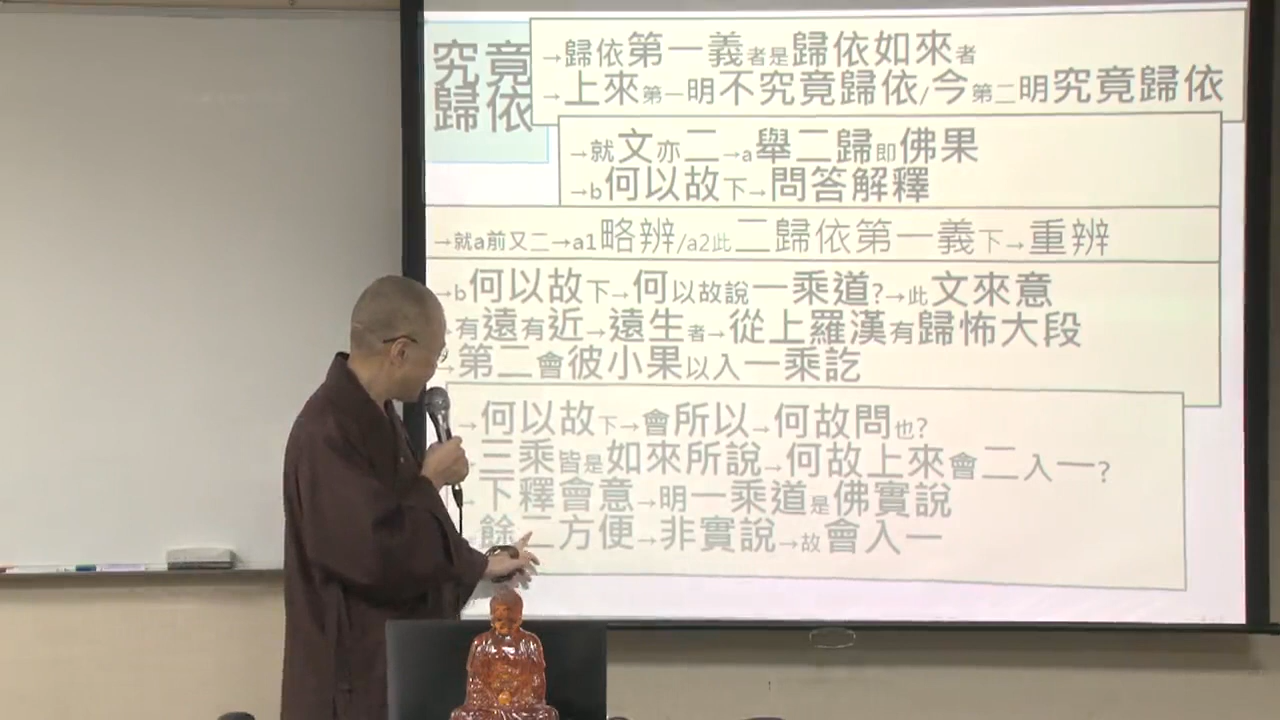 究竟
歸依
→歸依第一義者是歸依如來者
→上來第一明不究竟歸依/今第二明究竟歸依
→就文亦二→a舉二歸即佛果
→b何以故下→問答解釋
→就a前又二→a1略辨/a2此二歸依第一義下→重辨
→b何以故下→何以故說一乘道?→此文來意
→有遠有近→遠生者→從上羅漢有歸怖大段
→第二會彼小果以入一乘訖
→何以故下→會所以→何故問也?
→三乘皆是如來所說→何故上來會二入一?
→下釋會意→明一乘道是佛實說
餘二方便→非實說→故會入一